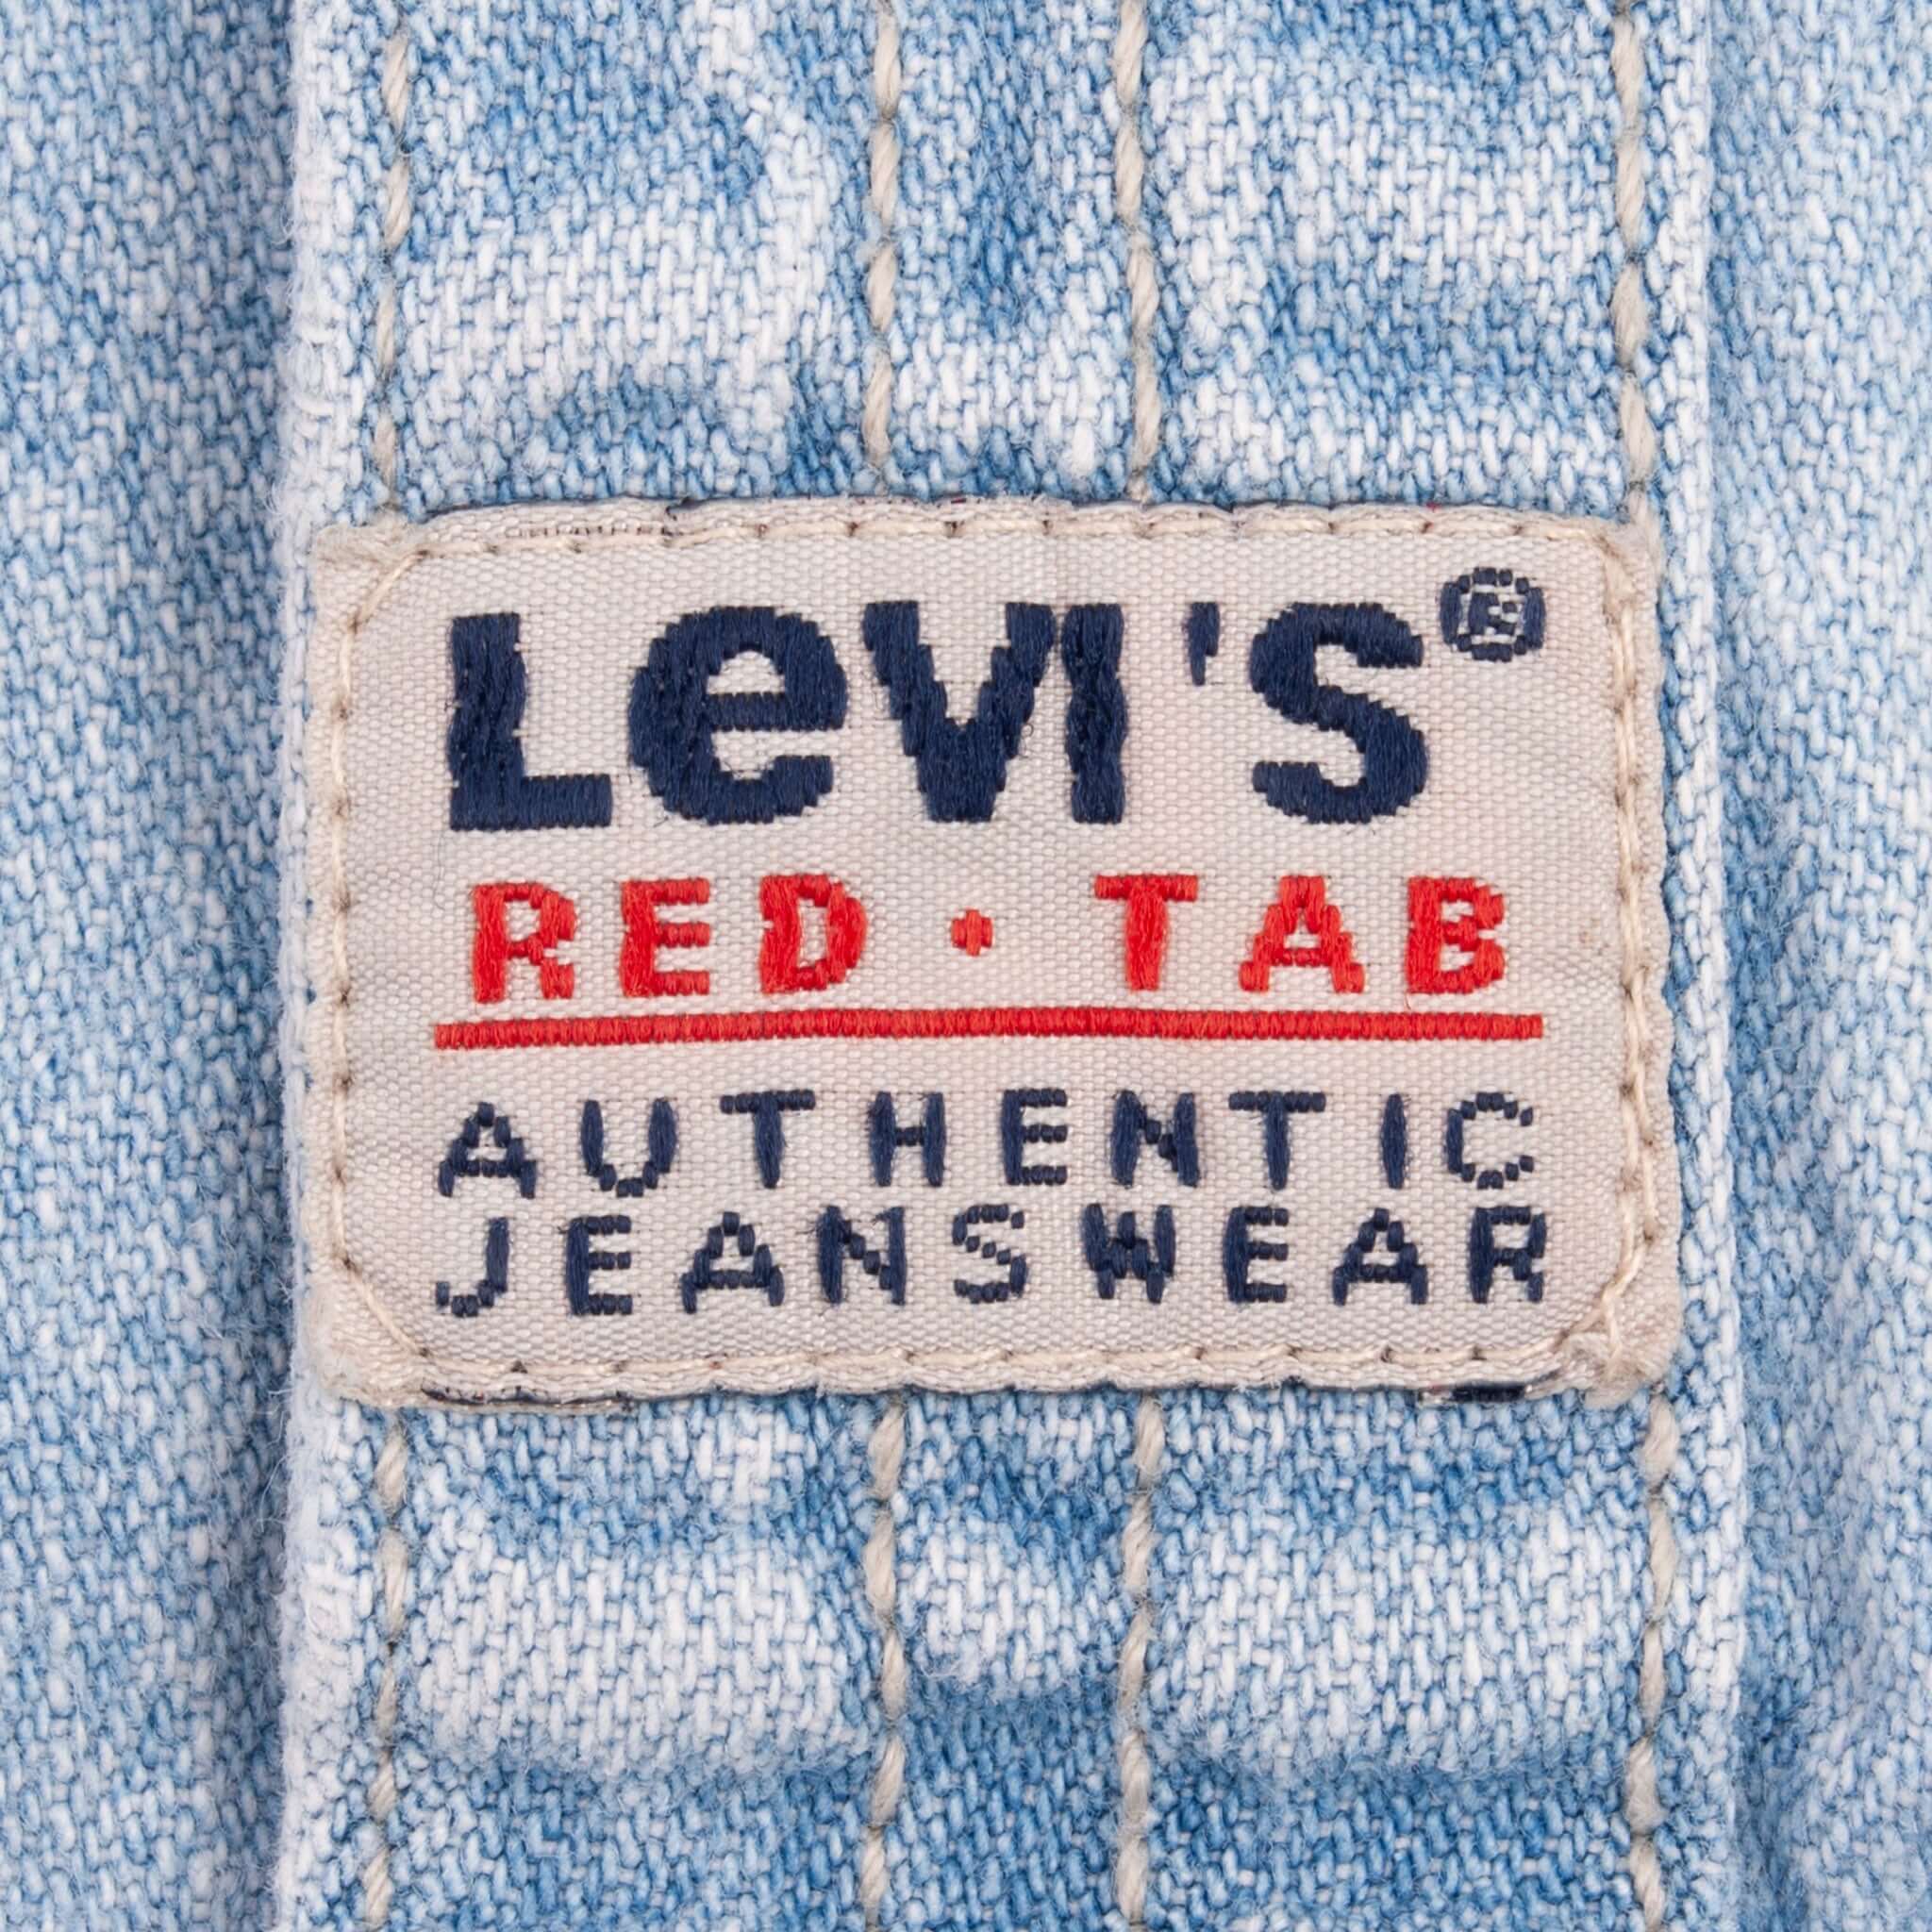 Levi's®
RED • TAB
AUTHENTIC
JEANSWEAR